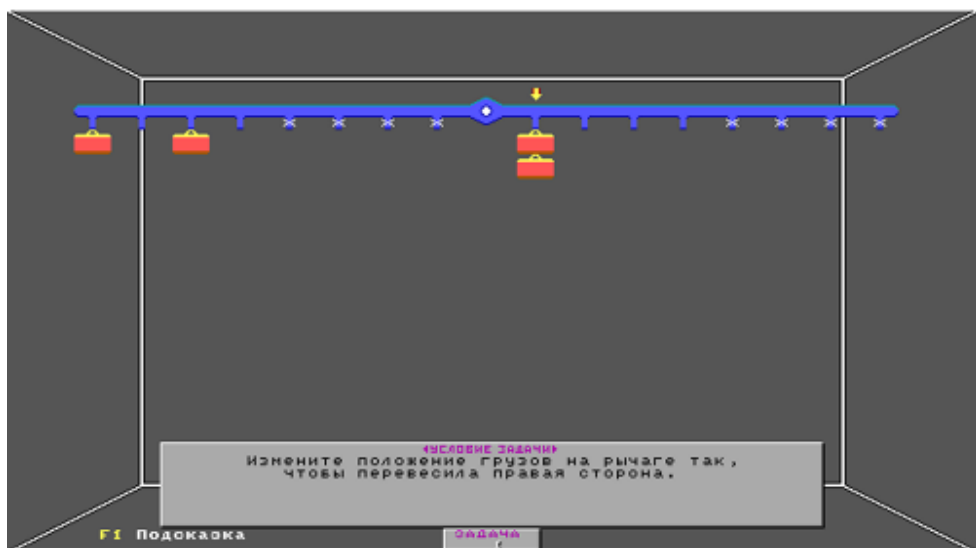 «УСЛОВИЕ ЗАДАЧИ»
Измените положение грузов на рычаге так,
чтобы перевесила правая сторона.
F1 Подсказка
ЗАДАЧА